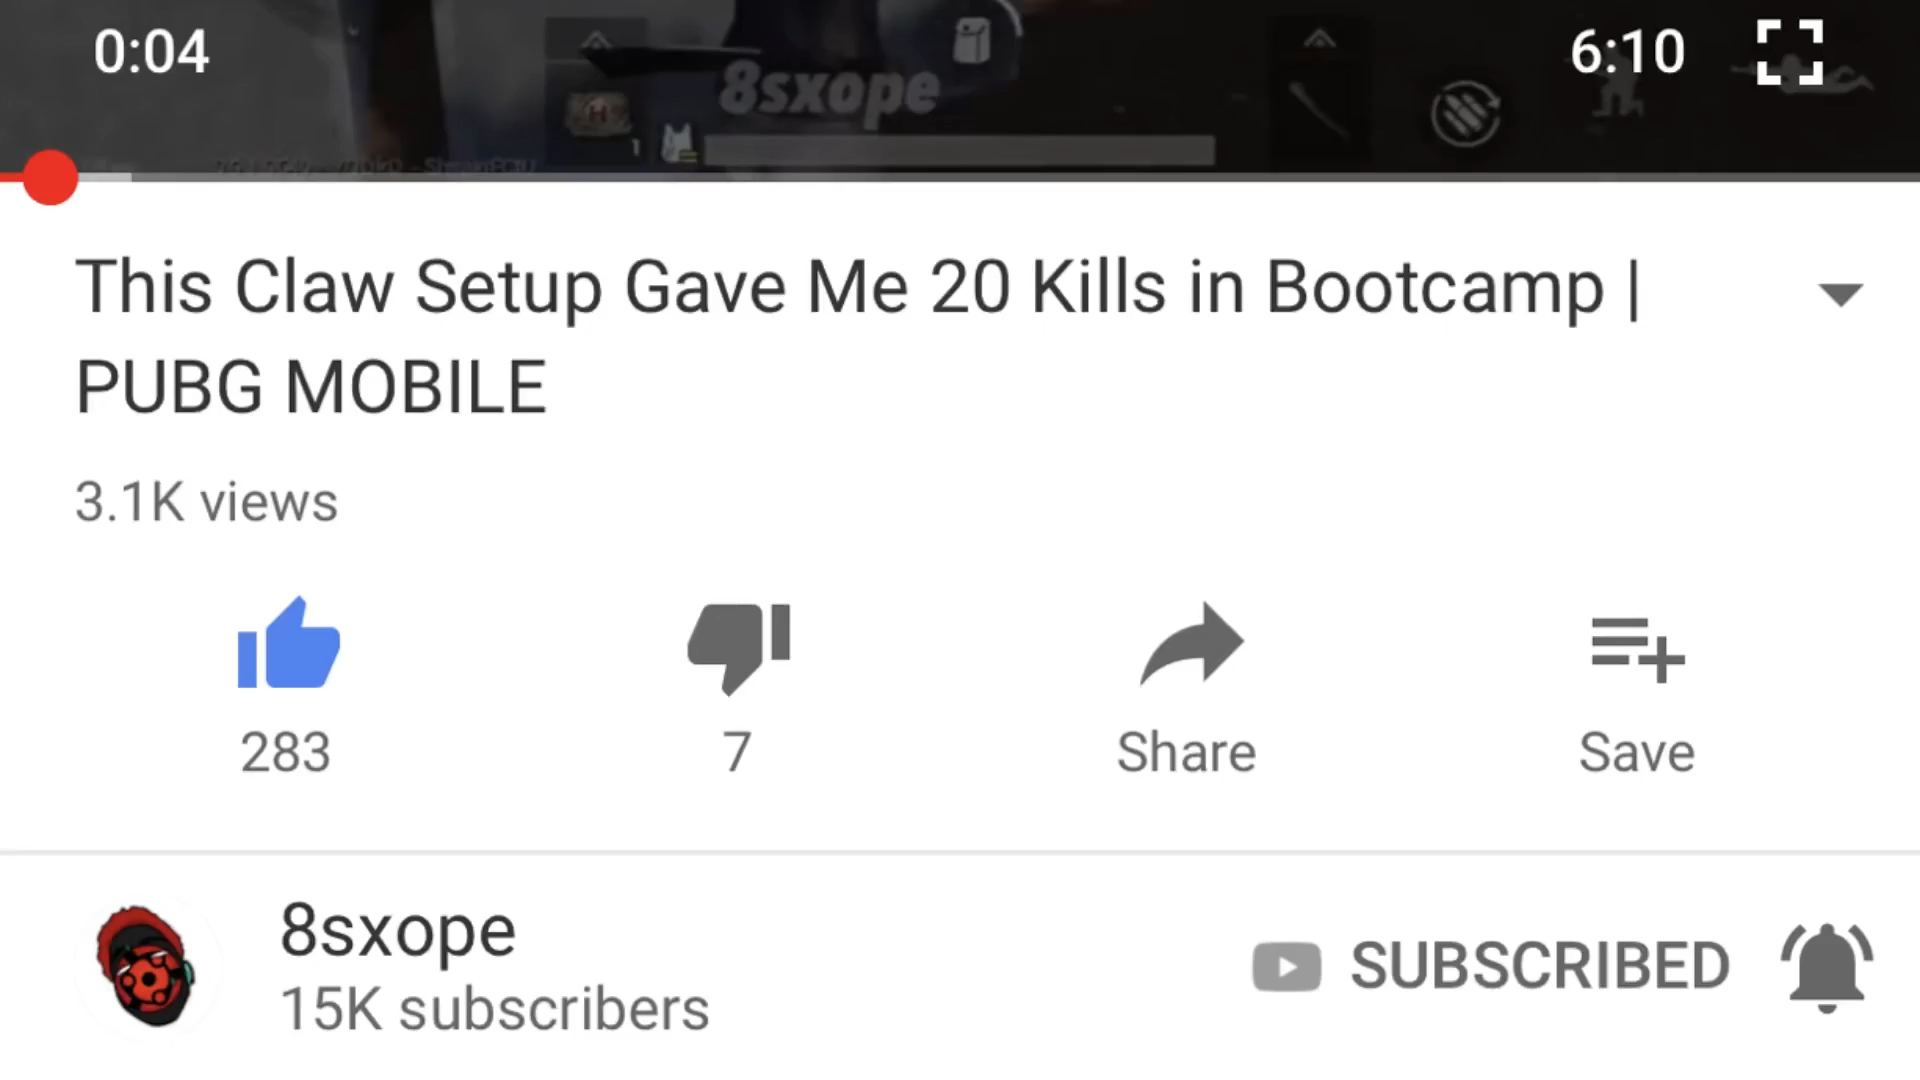 0:04
6:10
8sxope
1
This Claw Setup Gave Me 20 Kills in Bootcamp |
PUBG MOBILE
3.1K views
283
7
Share
Save
8sxope
SUBSCRIBED
15K subscribers